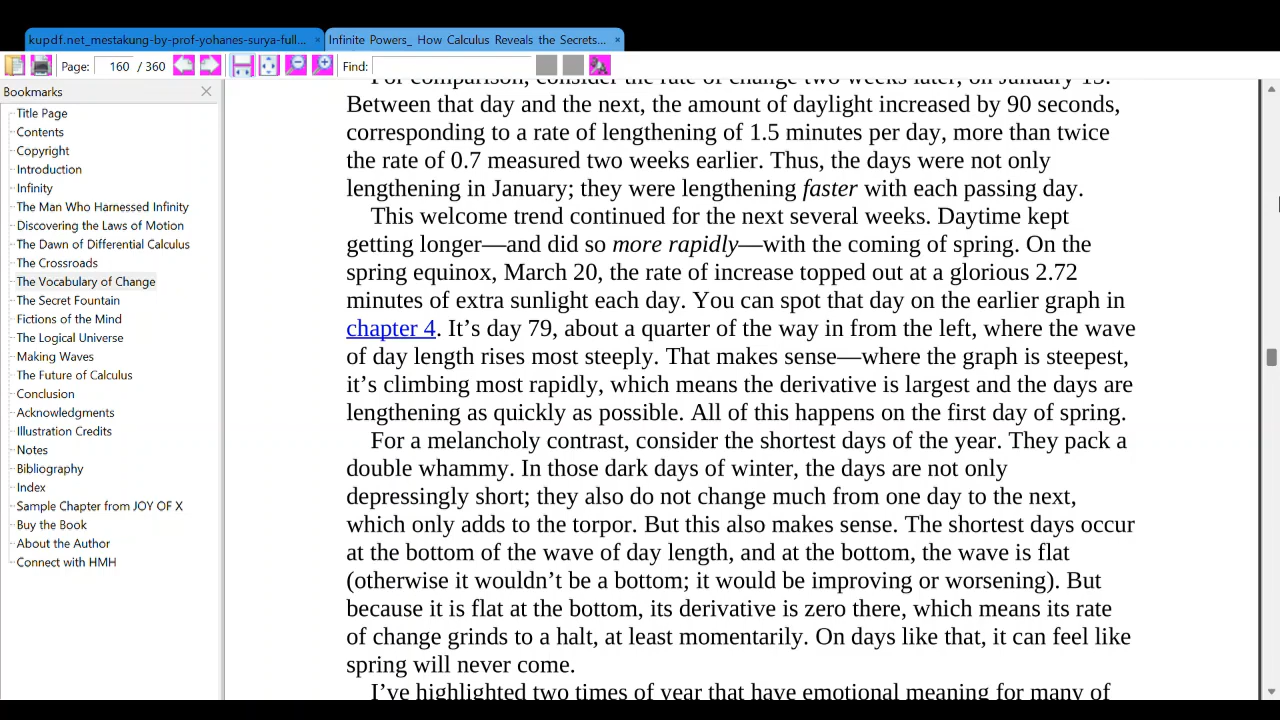 kupdf.net_mestakung-by-prof-yohanes-surya-full... ×
Infinite Powers_ How Calculus Reveals the Secrets... ×
Page: 160 / 360
Find:
Bookmarks
Title Page
Contents
Copyright
Introduction
Infinity
The Man Who Harnessed Infinity
Discovering the Laws of Motion
The Dawn of Differential Calculus
The Crossroads
The Vocabulary of Change
The Secret Fountain
Fictions of the Mind
The Logical Universe
Making Waves
The Future of Calculus
Conclusion
Acknowledgments
Illustration Credits
Notes
Bibliography
Index
Sample Chapter from JOY OF X
Buy the Book
About the Author
Connect with HMH
For comparison, consider the rate of change two weeks later, on January 15.
Between that day and the next, the amount of daylight increased by 90 seconds,
corresponding to a rate of lengthening of 1.5 minutes per day, more than twice
the rate of 0.7 measured two weeks earlier. Thus, the days were not only
lengthening in January; they were lengthening faster with each passing day.
This welcome trend continued for the next several weeks. Daytime kept
getting longer—and did so more rapidly—with the coming of spring. On the
spring equinox, March 20, the rate of increase topped out at a glorious 2.72
minutes of extra sunlight each day. You can spot that day on the earlier graph in
chapter 4. It’s day 79, about a quarter of the way in from the left, where the wave
of day length rises most steeply. That makes sense—where the graph is steepest,
it’s climbing most rapidly, which means the derivative is largest and the days are
lengthening as quickly as possible. All of this happens on the first day of spring.
For a melancholy contrast, consider the shortest days of the year. They pack a
double whammy. In those dark days of winter, the days are not only
depressingly short; they also do not change much from one day to the next,
which only adds to the torpor. But this also makes sense. The shortest days occur
at the bottom of the wave of day length, and at the bottom, the wave is flat
(otherwise it wouldn’t be a bottom; it would be improving or worsening). But
because it is flat at the bottom, its derivative is zero there, which means its rate
of change grinds to a halt, at least momentarily. On days like that, it can feel like
spring will never come.
I’ve highlighted two times of year that have emotional meaning for many of